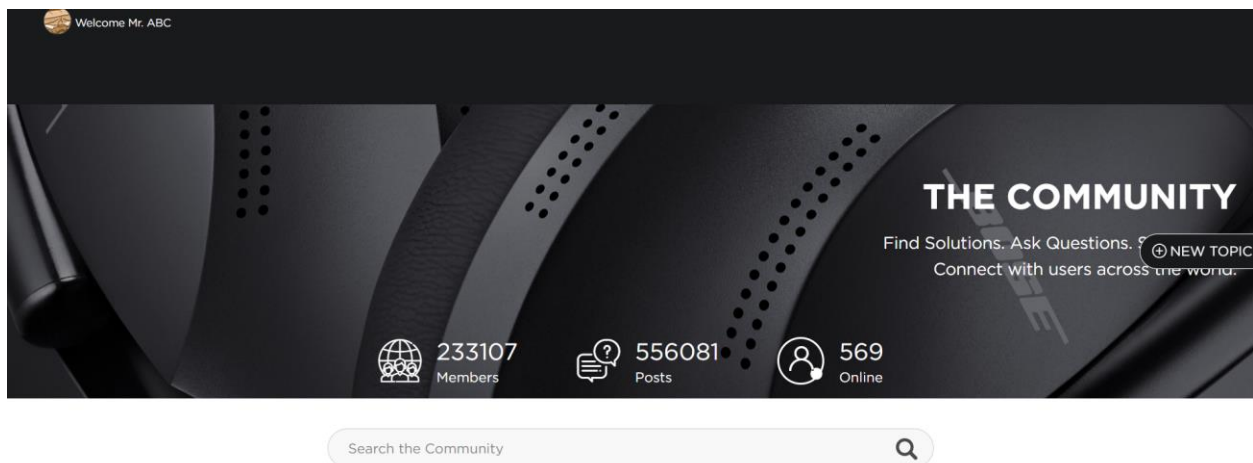 Welcome Mr. ABC
THE COMMUNITY
Find Solutions. Ask Questions.
NEW TOPIC
Connect with users across the world.
BOSE
233107
Members
556081
Posts
569
Online
Search the Community